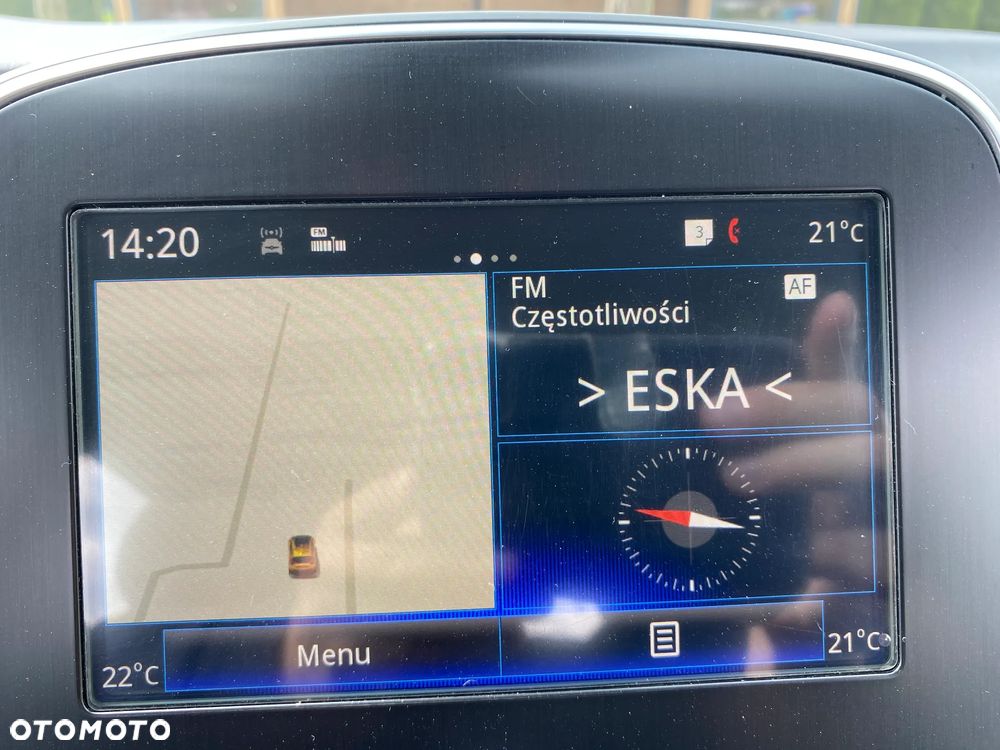 14:20
FM
3
21°C
FM
AF
Częstotliwości
> ESKA <
22°C
Menu
21°C
OTOMOTO